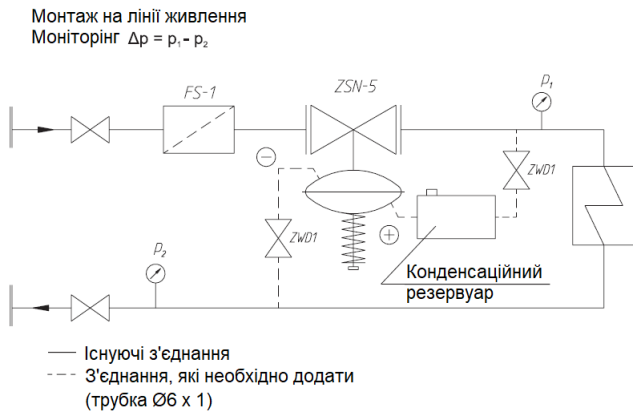 Монтаж на лінії живлення
Моніторінг Δp = p₁ - p₂
FS-1
ZSN-5
P₁
ZWD1
−
+
ZWD1
P₂
Конденсаційний
резервуар
Існуючі з'єднання
З'єднання, які необхідно додати
(трубка Ø6 x 1)